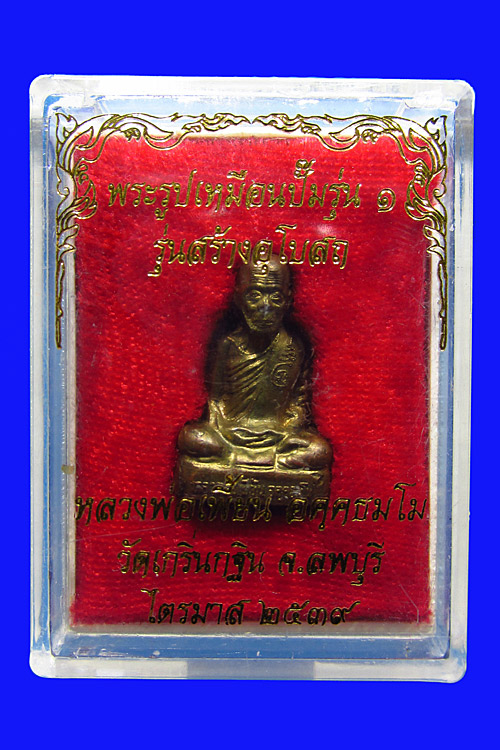 พระรูปเหมือนปั๊มรุ่น ๑
รุ่นสร้างอุโบสถ
หลวงพ่อเพี้ยน อคฺคธมฺโม
วัดเกริ่นกฐิน จ.ลพบุรี
ไตรมาส ๒๕๓๙